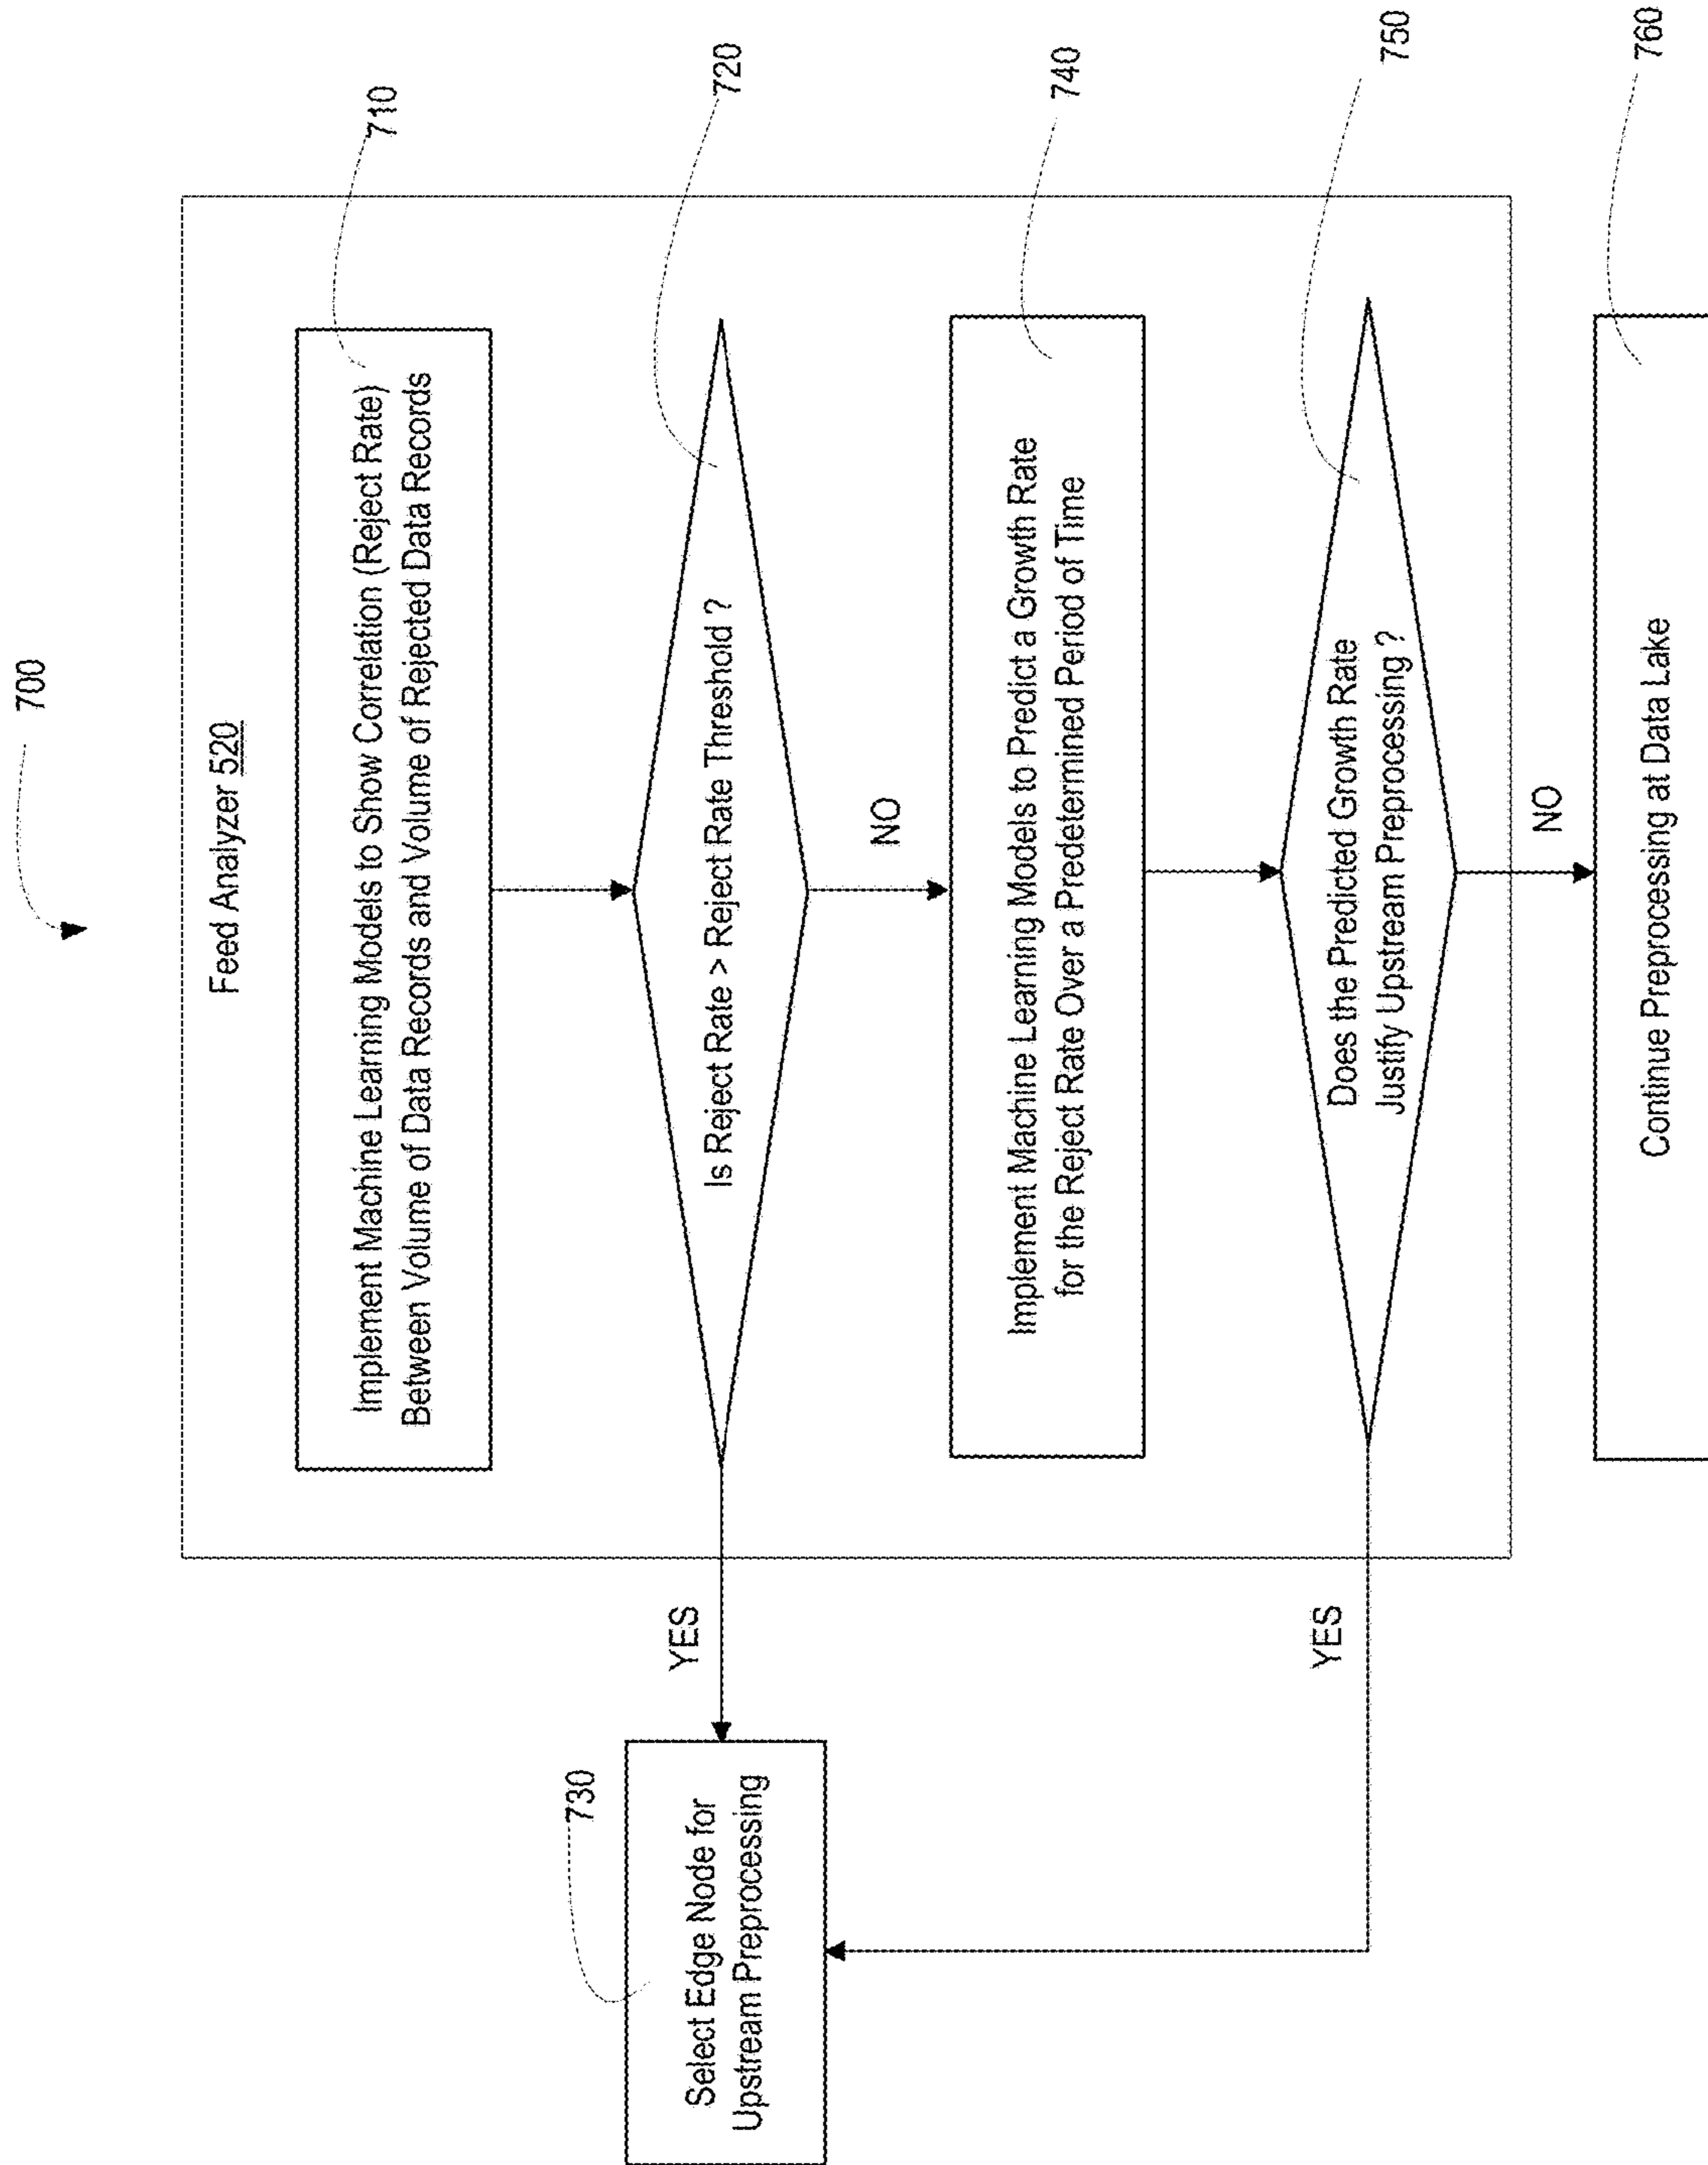 700
Feed Analyzer 520
710
Implement Machine Learning Models to Show Correlation (Reject Rate)
Between Volume of Data Records and Volume of Rejected Data Records
720
Is Reject Rate > Reject Rate Threshold ?
YES
730
Select Edge Node for
Upstream Preprocessing
NO
740
Implement Machine Learning Models to Predict a Growth Rate
for the Reject Rate Over a Predetermined Period of Time
750
Does the Predicted Growth Rate
Justify Upstream Preprocessing ?
YES
NO
760
Continue Preprocessing at Data Lake